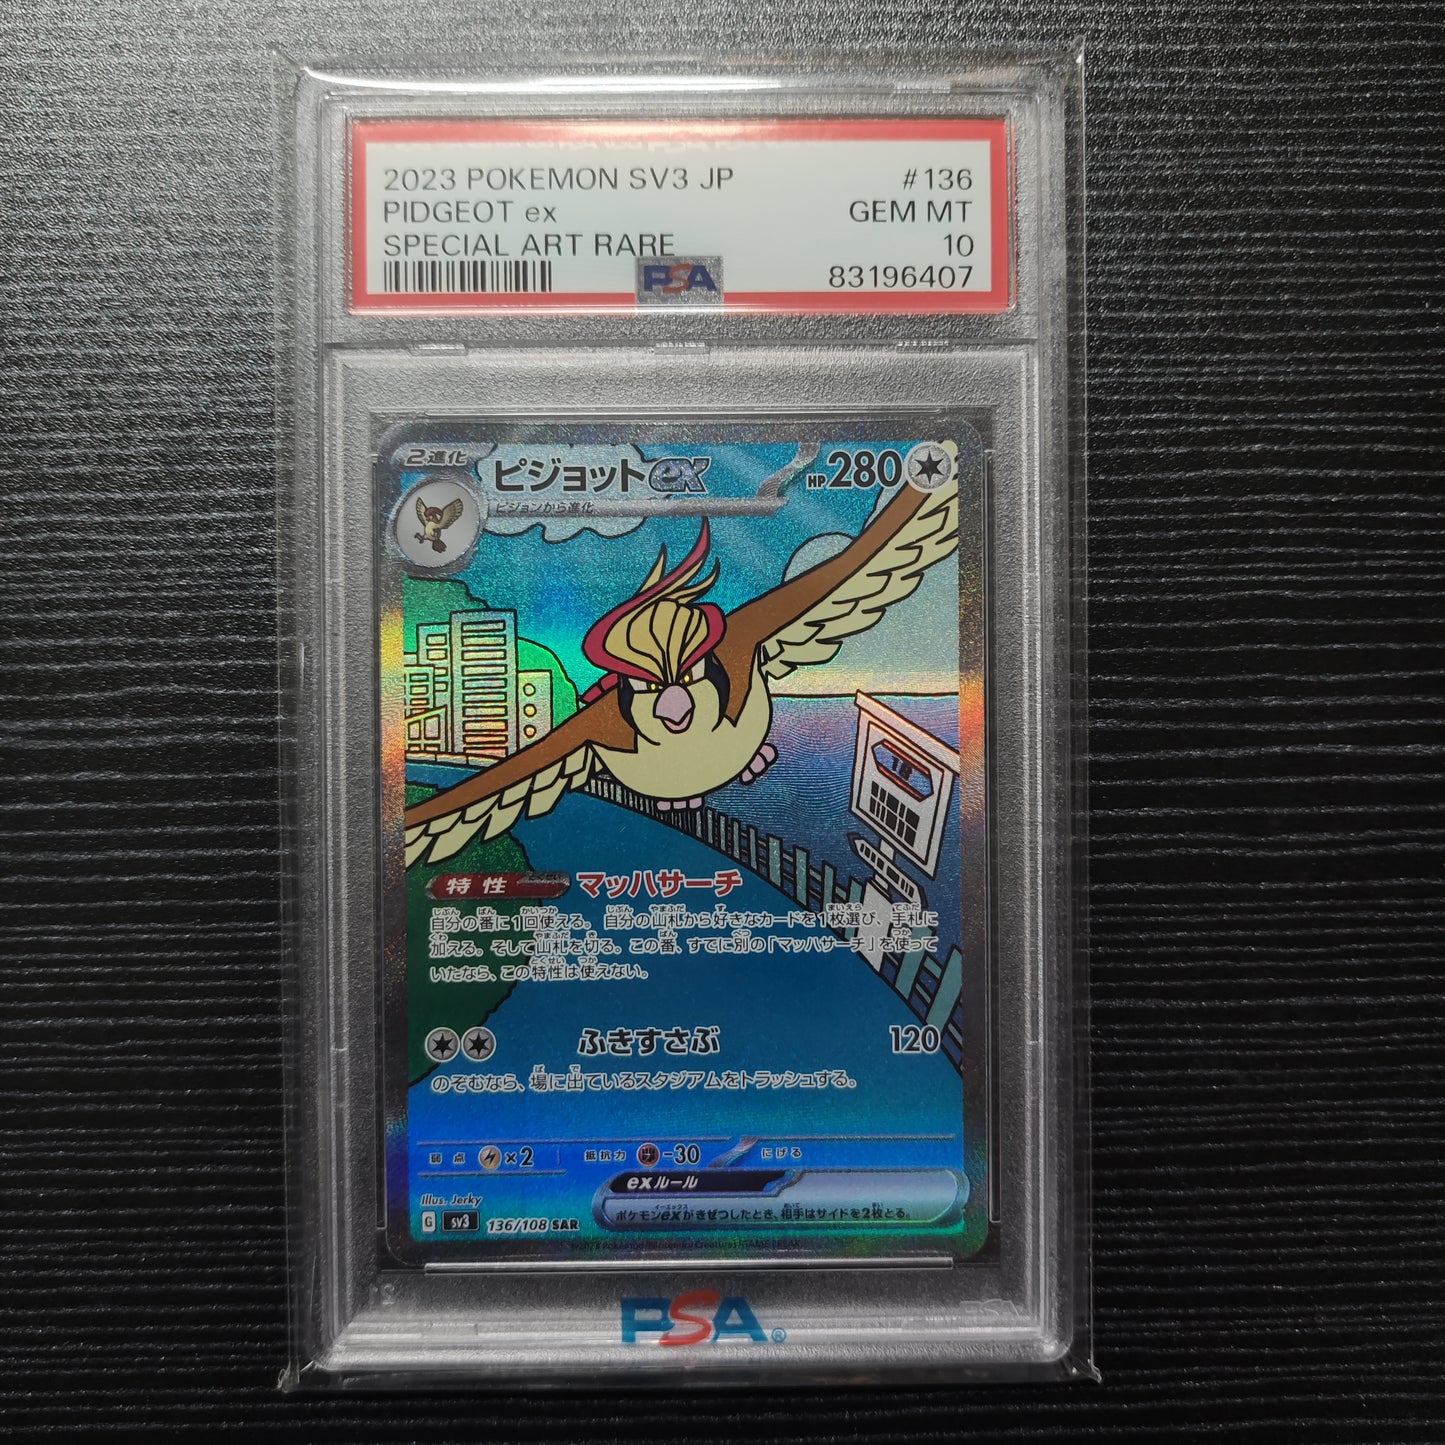 2023 POKEMON SV3 JP #136
PIDGEOT ex GEM MT
SPECIAL ART RARE 10
PSA 83196407
2進化 ピジョットex HP280
ピジョンから進化
18
特性 マッハサーチ
自分の番に1回使える。自分の山札から好きなカードを1枚選び、手札に
加える。そして山札を切る。この番、すでに別の「マッハサーチ」を使って
いたなら、この特性は使えない。
ふきすさぶ 120
のぞむなら、場に出ているスタジアムをトラッシュする。
弱点 ×2 抵抗力 -30 にげる
exルール
ポケモンexがきぜつしたとき、相手はサイドを2枚とる。
Illus. Jerky
G sv3 136/108 SAR
PSA®